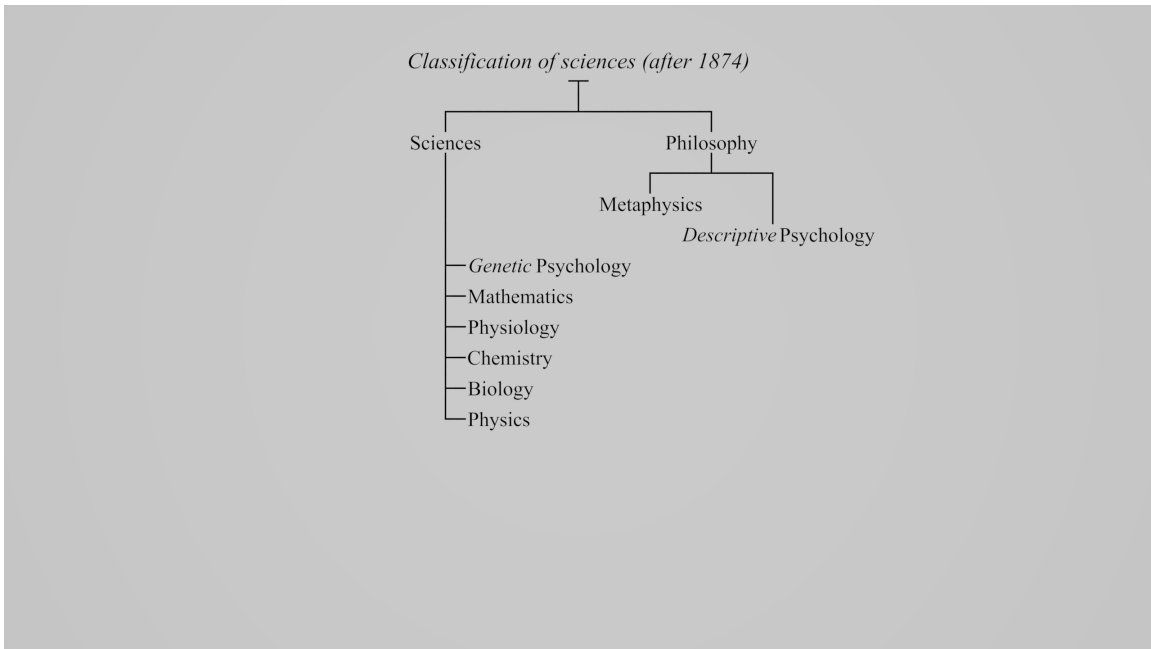 Classification of sciences (after 1874)
Sciences
Philosophy
Metaphysics
Descriptive Psychology
Genetic Psychology
Mathematics
Physiology
Chemistry
Biology
Physics